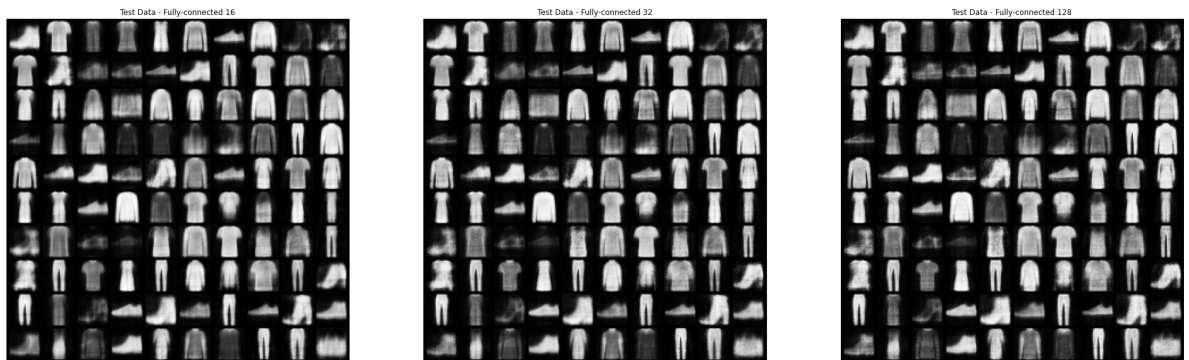 Test Data - Fully-connected 16
Test Data - Fully-connected 32
Test Data - Fully-connected 128